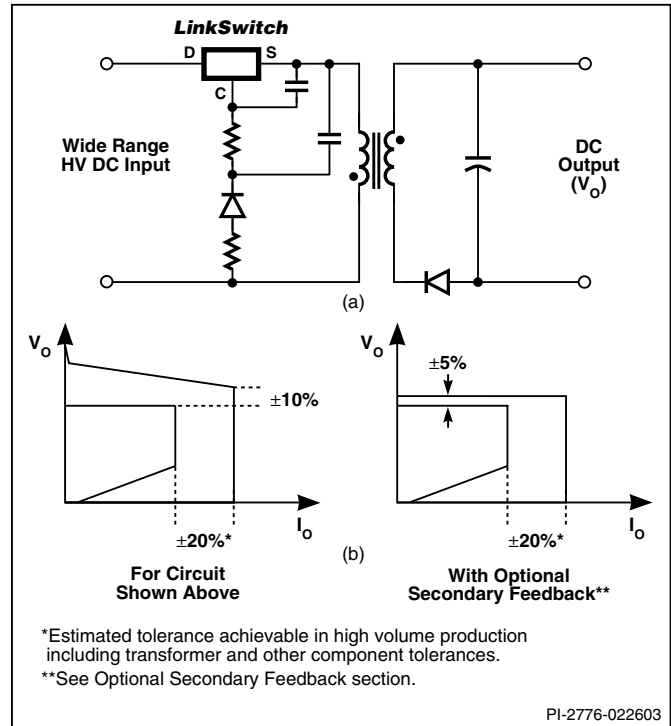 LinkSwitch
D
S
C
Wide Range
HV DC Input
DC
Output
(VO)
(a)
VO
±10%
IO
±20%*
For Circuit
Shown Above
(b)
VO
±5%
IO
±20%*
With Optional
Secondary Feedback**
*Estimated tolerance achievable in high volume production
including transformer and other component tolerances.
**See Optional Secondary Feedback section.
PI-2776-022603